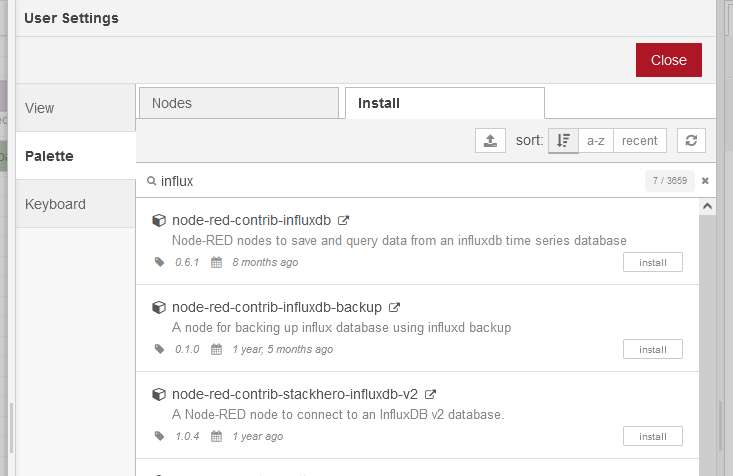 User Settings
Close
View
Palette
Keyboard
Nodes
Install
sort:
a-z
recent
influx
7 / 3659
node-red-contrib-influxdb
Node-RED nodes to save and query data from an influxdb time series database
0.6.1 8 months ago
install
node-red-contrib-influxdb-backup
A node for backing up influx database using influxd backup
0.1.0 1 year, 5 months ago
install
node-red-contrib-stackhero-influxdb-v2
A Node-RED node to connect to an InfluxDB v2 database.
1.0.4 1 year ago
install